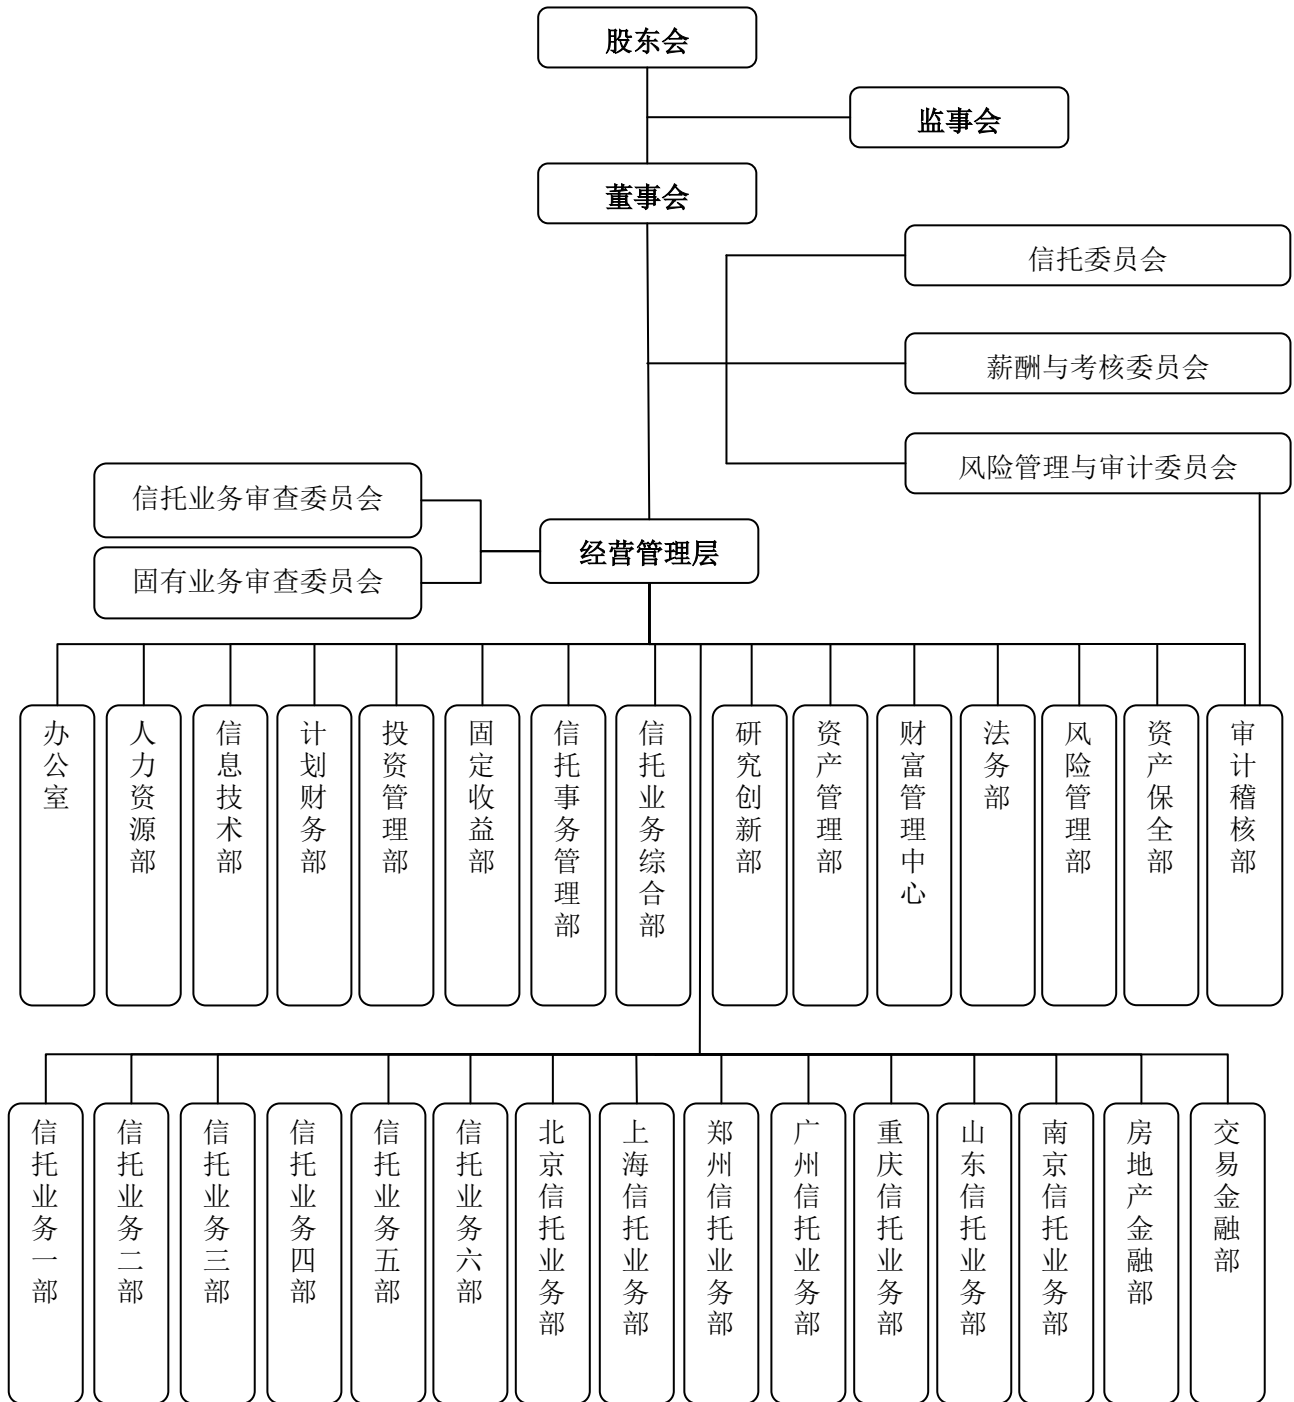 股东会
监事会
董事会
信托委员会
薪酬与考核委员会
风险管理与审计委员会
信托业务审查委员会
经营管理层
固有业务审查委员会
办公室
人力资源部
信息技术部
计划财务部
投资管理部
固定收益部
信托事务管理部
信托业务综合部
研究创新部
资产管理部
财富管理中心
法务部
风险管理部
资产保全部
审计稽核部
信托业务一部
信托业务二部
信托业务三部
信托业务四部
信托业务五部
信托业务六部
北京信托业务部
上海信托业务部
郑州信托业务部
广州信托业务部
重庆信托业务部
山东信托业务部
南京信托业务部
房地产金融部
交易金融部